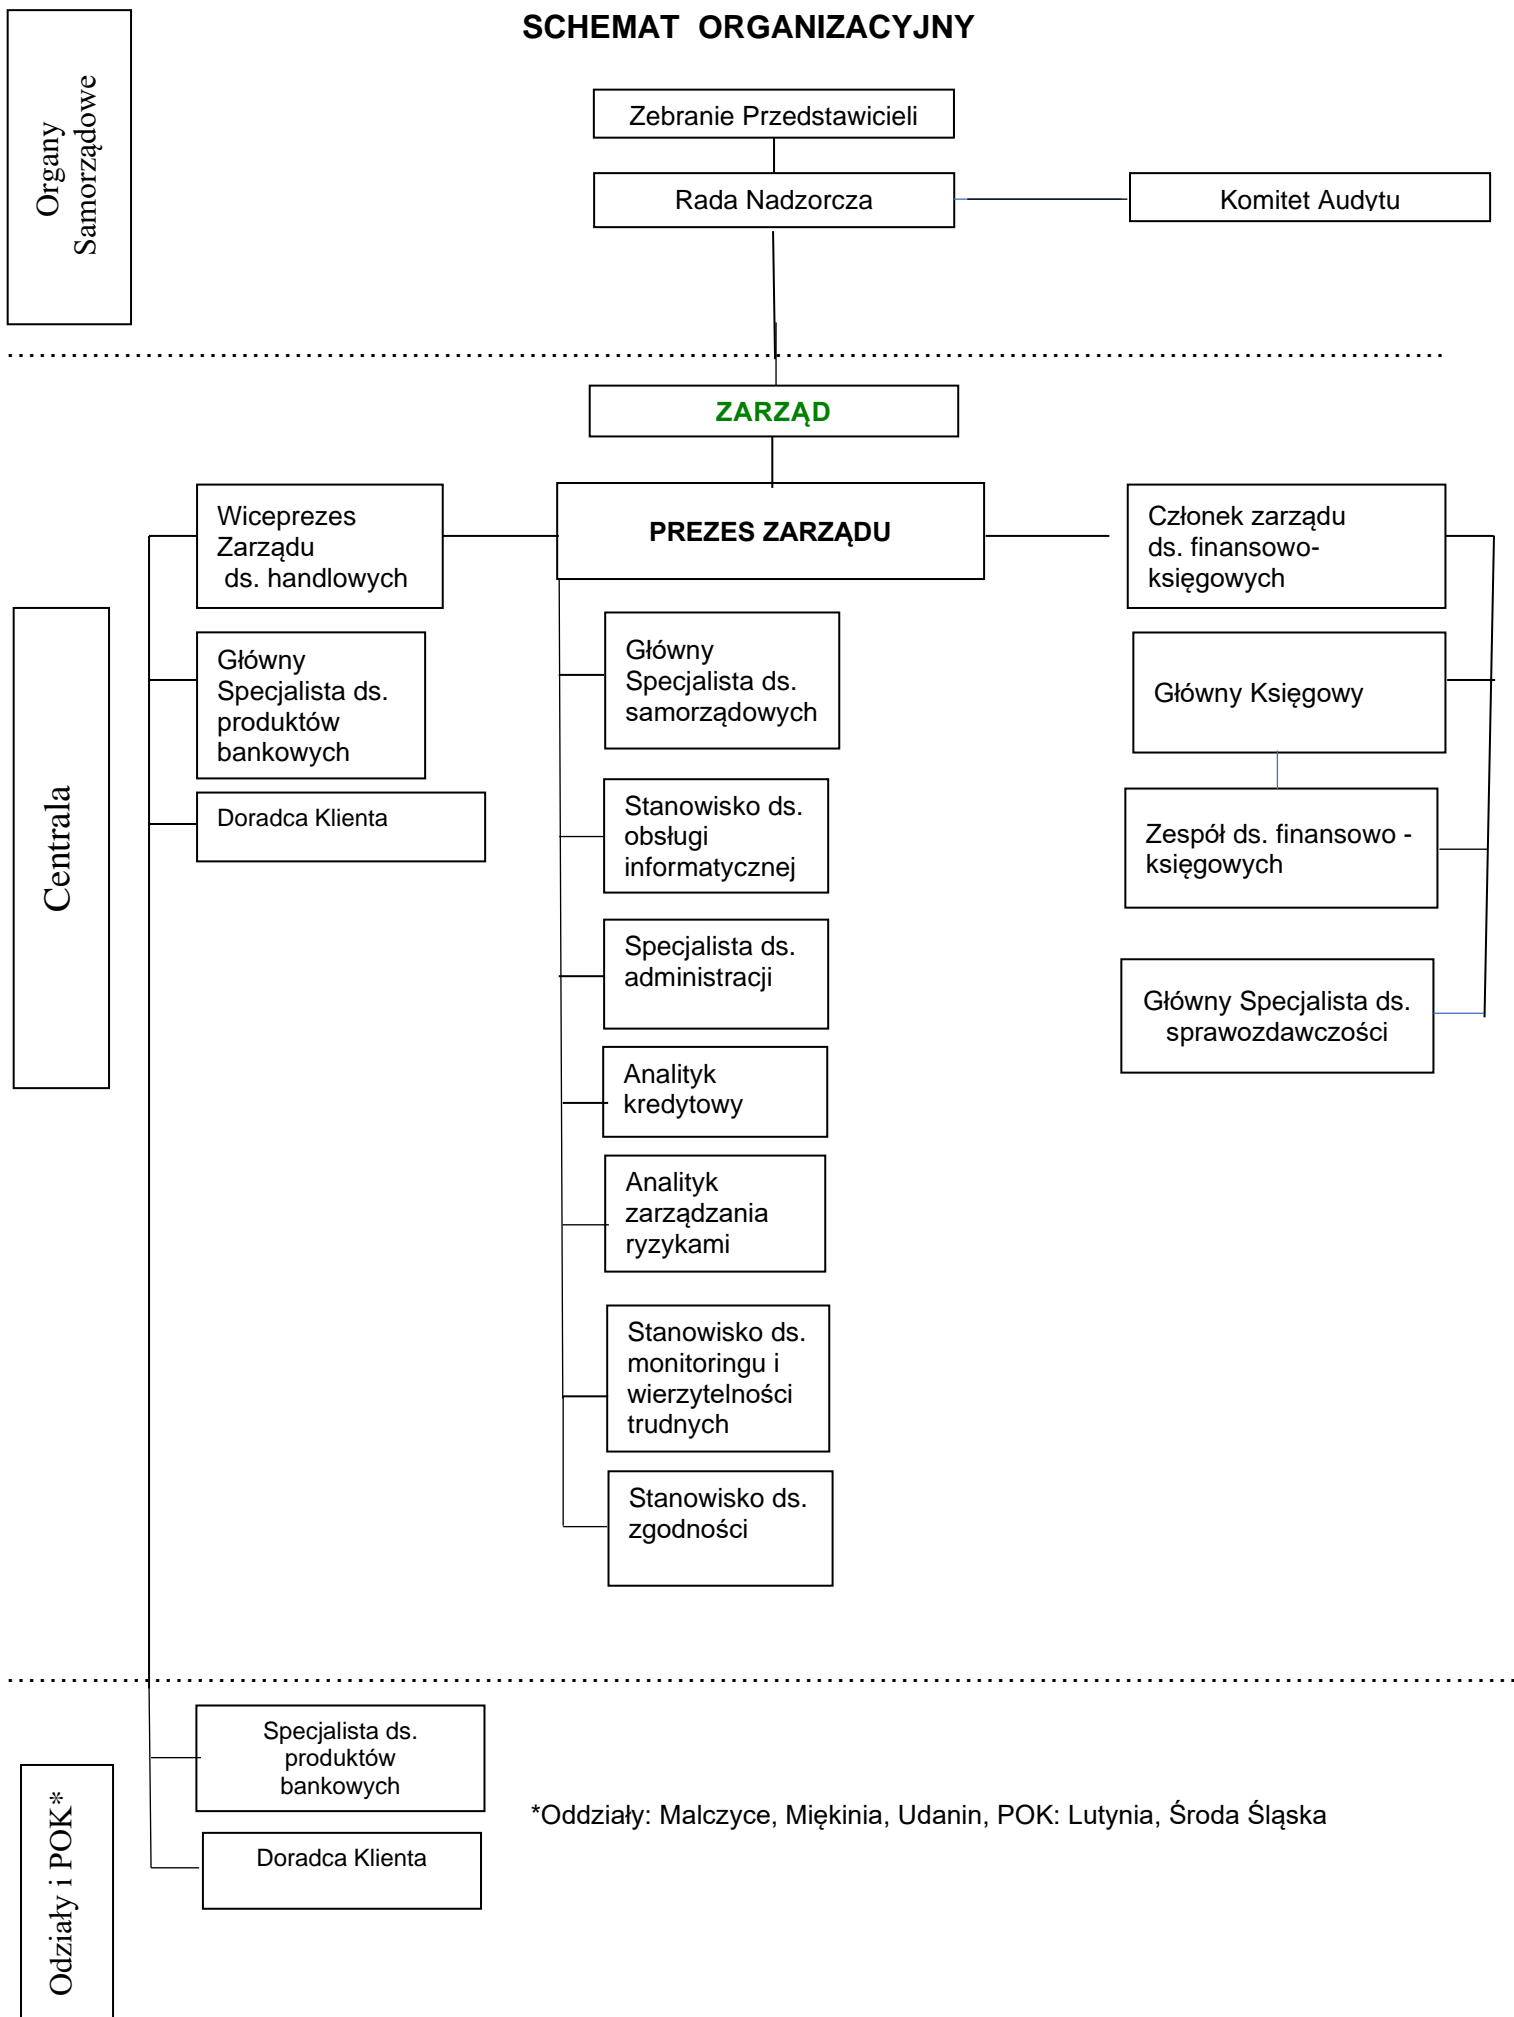 SCHEMAT ORGANIZACYJNY
Organy
Samorządowe
Zebranie Przedstawicieli
Rada Nadzorcza
Komitet Audytu
ZARZĄD
Wiceprezes
Zarządu
ds. handlowych
PREZES ZARZĄDU
Członek zarządu
ds. finansowo-
księgowych
Centrala
Główny
Specjalista ds.
produktów
bankowych
Doradca Klienta
Główny
Specjalista ds.
samorządowych
Stanowisko ds.
obsługi
informatycznej
Specjalista ds.
administracji
Analityk
kredytowy
Analityk
zarządzania
ryzykami
Stanowisko ds.
monitoringu i
wierzytelności
trudnych
Stanowisko ds.
zgodności
Główny Księgowy
Zespół ds. finansowo -
księgowych
Główny Specjalista ds.
sprawozdawczości
Odziały i POK*
Specjalista ds.
produktów
bankowych
Doradca Klienta
*Oddziały: Malczyce, Miękinia, Udanin, POK: Lutynia, Środa Śląska